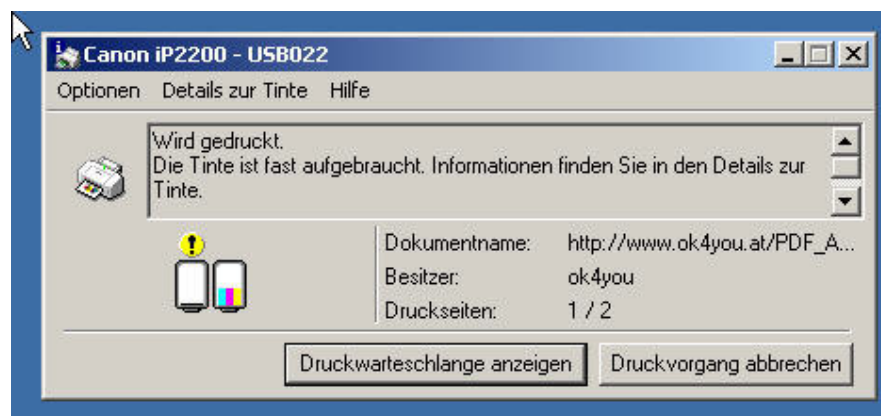 Canon iP2200 - USB022
Optionen Details zur Tinte Hilfe
Wird gedruckt.
Die Tinte ist fast aufgebraucht. Informationen finden Sie in den Details zur
Tinte.
Dokumentname: http://www.ok4you.at/PDF_A...
Besitzer: ok4you
Druckseiten: 1 / 2
Druckwarteschlange anzeigen Druckvorgang abbrechen